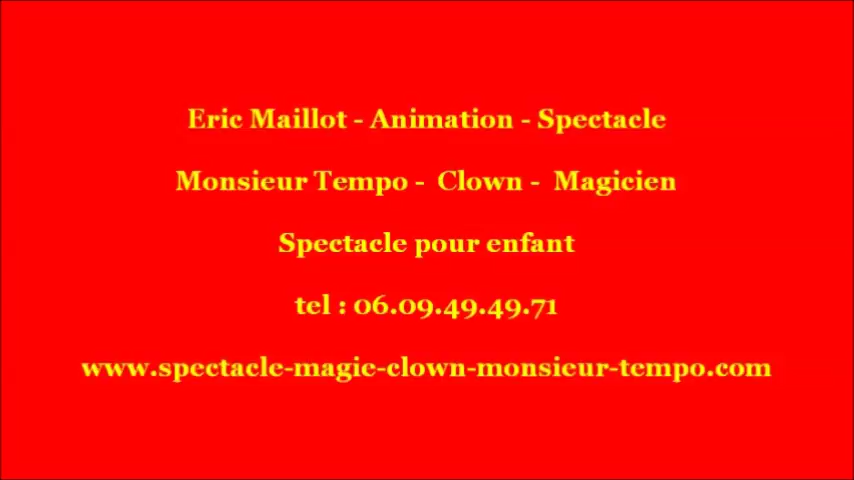 Eric Maillot - Animation - Spectacle
Monsieur Tempo - Clown - Magicien
Spectacle pour enfant
tel : 06.09.49.49.71
www.spectacle-magic-clown-monsieur-tempo.com